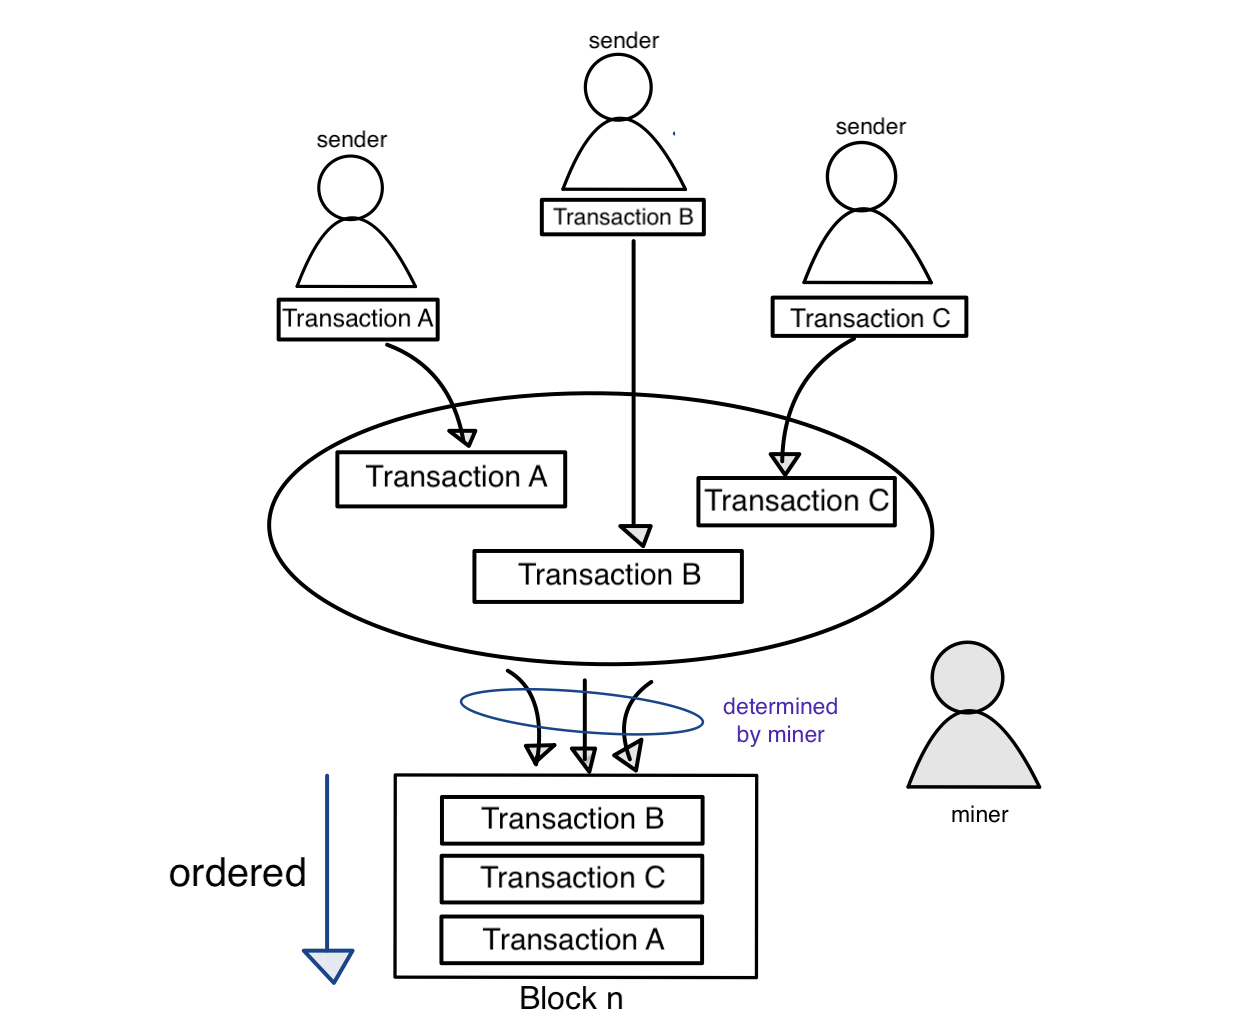 sender
sender
sender
Transaction B
Transaction A
Transaction C
Transaction A
Transaction C
Transaction B
determined
by miner
miner
ordered
Transaction B
Transaction C
Transaction A
Block n